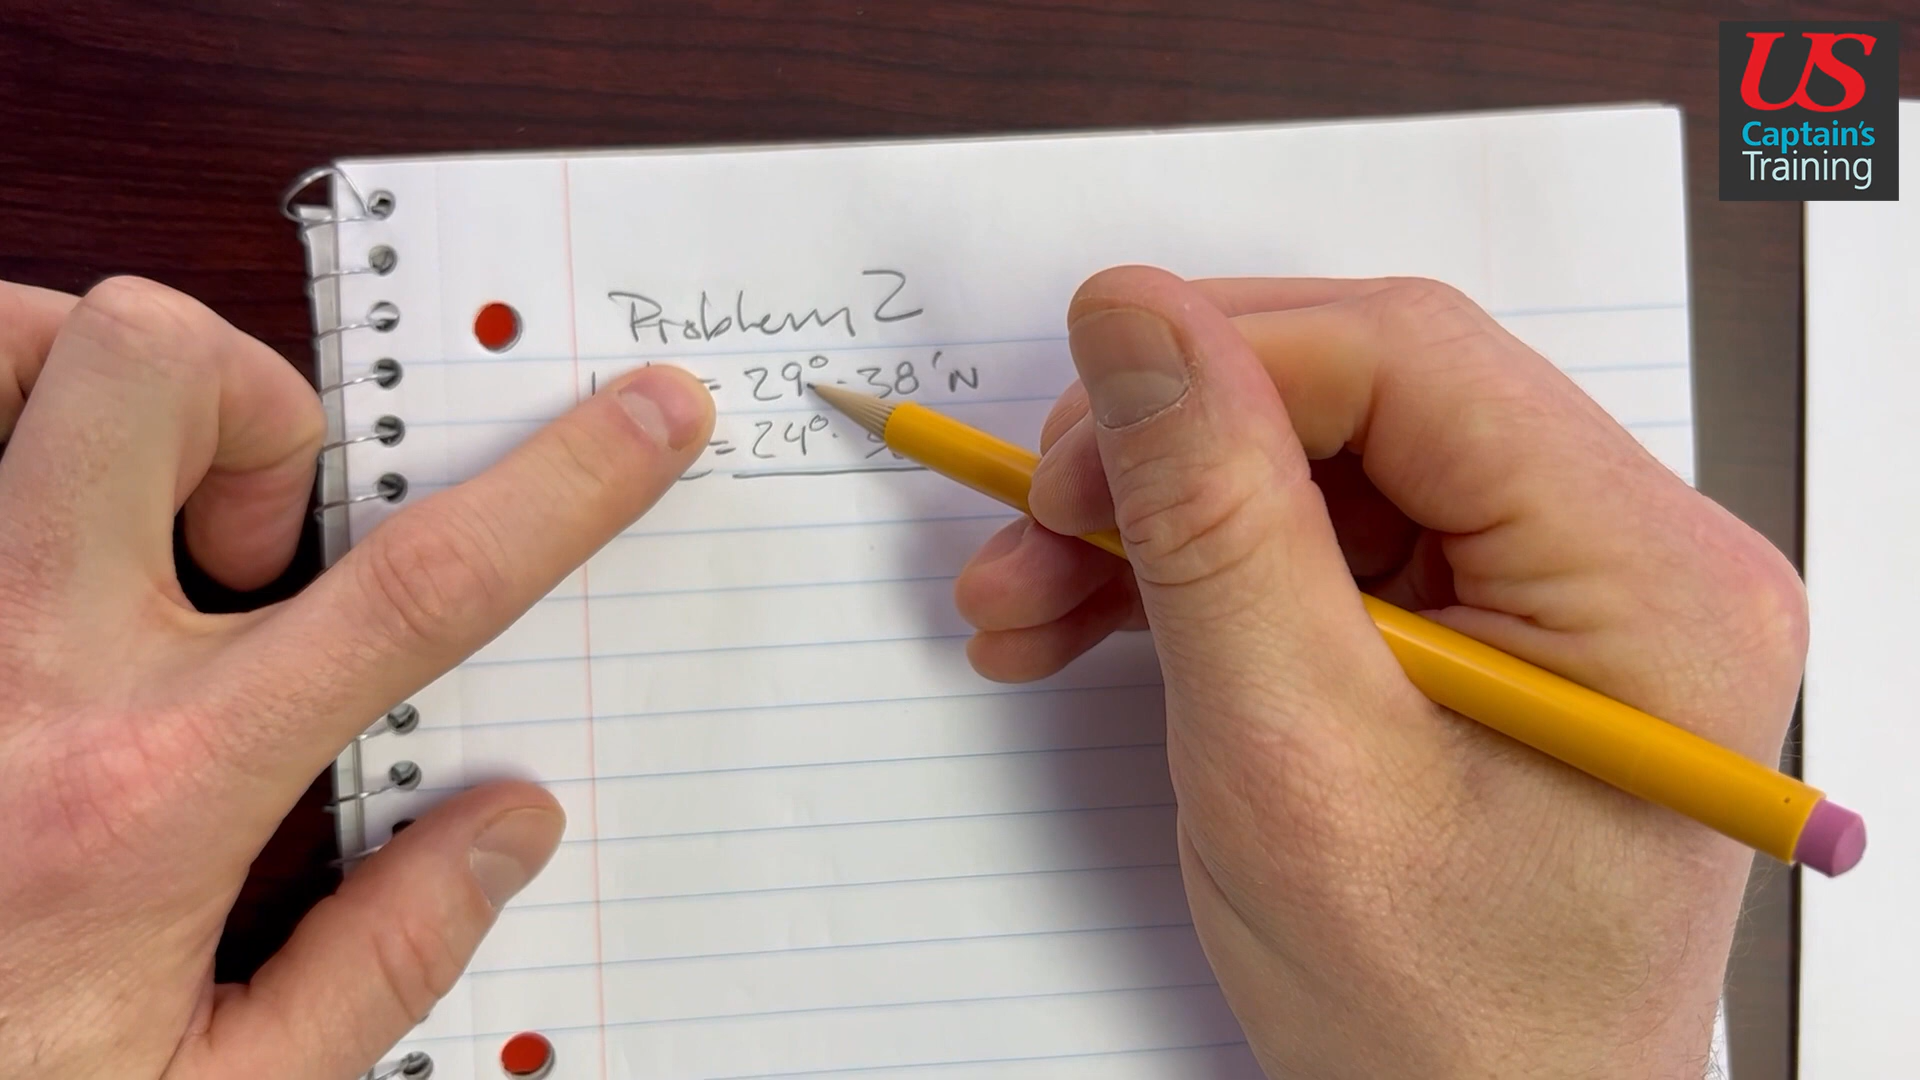 US
Captain's
Training
Problem 2
= 29°-38'N
= 24°-